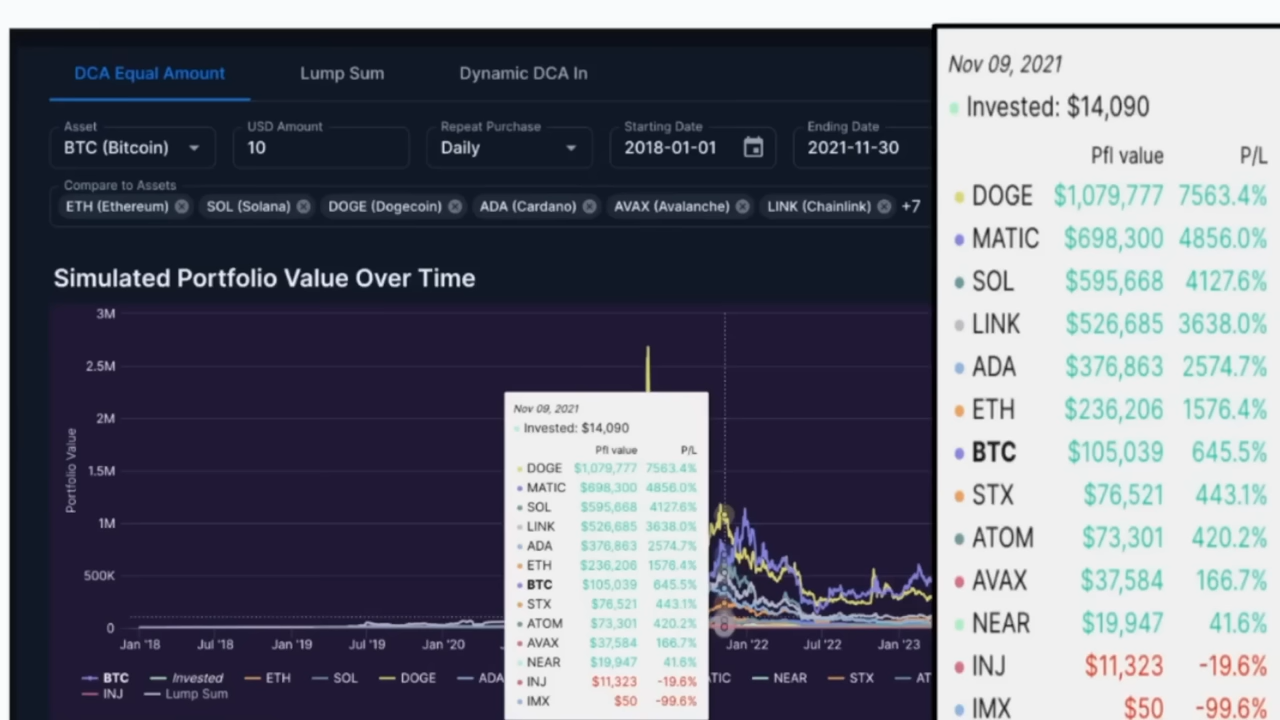 DCA Equal Amount Lump Sum Dynamic DCA In
Asset USD Amount Repeat Purchase Starting Date Ending Date
BTC (Bitcoin) 10 Daily 2018-01-01 2021-11-30
Compare to Assets
ETH (Ethereum) SOL (Solana) DOGE (Dogecoin) ADA (Cardano) AVAX (Avalanche) LINK (Chainlink) +7
Simulated Portfolio Value Over Time
Portfolio Value
3M
2.5M
2M
1.5M
1M
500K
0
Jan '18 Jul '18 Jan '19 Jul '19 Jan '20 Jan '22 Jul '22 Jan '23
BTC Invested ETH SOL DOGE ADA TIC NEAR STX AT
INJ Lump Sum
Nov 09, 2021
Invested: $14,090
Pfl value P/L
DOGE $1,079,777 7563.4%
MATIC $698,300 4856.0%
SOL $595,668 4127.6%
LINK $526,685 3638.0%
ADA $376,863 2574.7%
ETH $236,206 1576.4%
BTC $105,039 645.5%
STX $76,521 443.1%
ATOM $73,301 420.2%
AVAX $37,584 166.7%
NEAR $19,947 41.6%
INJ $11,323 -19.6%
IMX $50 -99.6%
Nov 09, 2021
Invested: $14,090
Pfl value P/L
DOGE $1,079,777 7563.4%
MATIC $698,300 4856.0%
SOL $595,668 4127.6%
LINK $526,685 3638.0%
ADA $376,863 2574.7%
ETH $236,206 1576.4%
BTC $105,039 645.5%
STX $76,521 443.1%
ATOM $73,301 420.2%
AVAX $37,584 166.7%
NEAR $19,947 41.6%
INJ $11,323 -19.6%
IMX $50 -99.6%